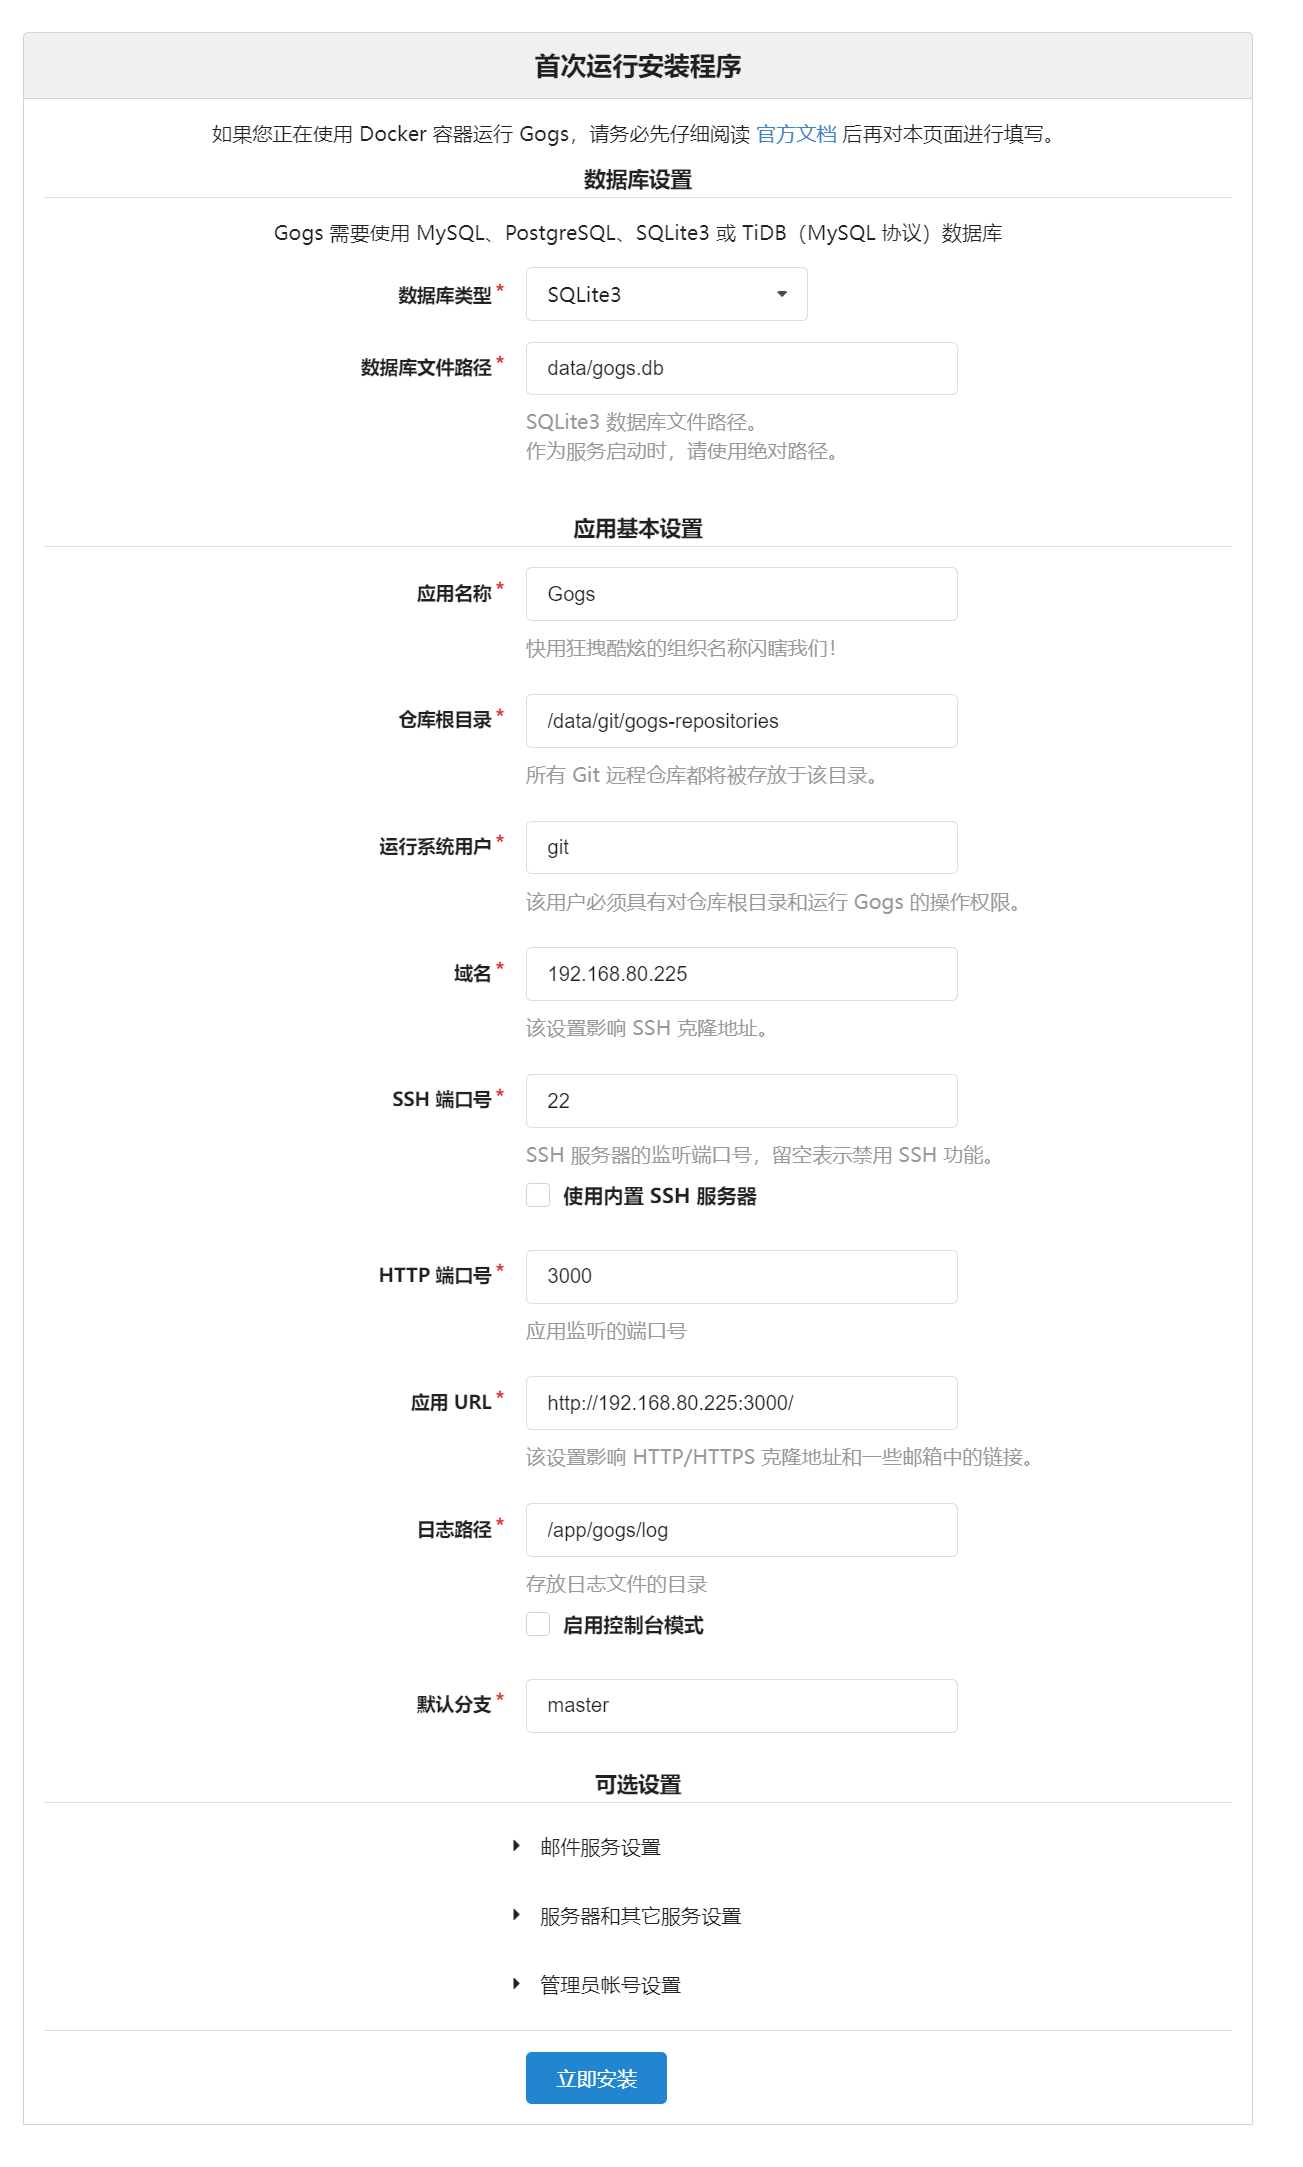 首次运行安装程序
如果您正在使用 Docker 容器运行 Gogs，请务必先仔细阅读 官方文档 后再对本页面进行填写。
数据库设置
Gogs 需要使用 MySQL、PostgreSQL、SQLite3 或 TiDB（MySQL 协议）数据库
数据库类型* SQLite3
数据库文件路径* data/gogs.db
SQLite3 数据库文件路径。
作为服务启动时，请使用绝对路径。
应用基本设置
应用名称* Gogs
快用狂拽酷炫的组织名称闪瞎我们！
仓库根目录* /data/git/gogs-repositories
所有 Git 远程仓库都将被存放于该目录。
运行系统用户* git
该用户必须具有对仓库根目录和运行 Gogs 的操作权限。
域名* 192.168.80.225
该设置影响 SSH 克隆地址。
SSH 端口号* 22
SSH 服务器的监听端口号，留空表示禁用 SSH 功能。
使用内置 SSH 服务器
HTTP 端口号* 3000
应用监听的端口号
应用 URL* http://192.168.80.225:3000/
该设置影响 HTTP/HTTPS 克隆地址和一些邮箱中的链接。
日志路径* /app/gogs/log
存放日志文件的目录
启用控制台模式
默认分支* master
可选设置
邮件服务设置
服务器和其它服务设置
管理员帐号设置
立即安装